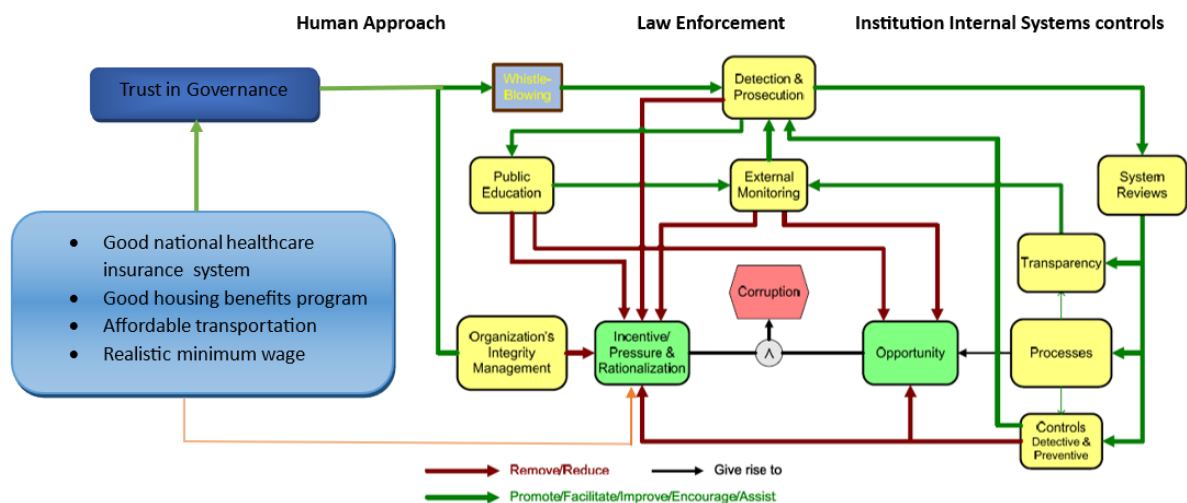 Human Approach
Law Enforcement
Institution Internal Systems controls
Trust in Governance
Whistle-
Blowing
Detection &
Prosecution
Public
Education
External
Monitoring
System
Reviews
• Good national healthcare
insurance system
• Good housing benefits program
• Affordable transportation
• Realistic minimum wage
Transparency
Corruption
Organization's
Integrity
Management
Incentive/
Pressure &
Rationalization
^
Opportunity
Processes
Controls
Detective &
Preventive
Remove/Reduce
Give rise to
Promote/Facilitate/Improve/Encourage/Assist